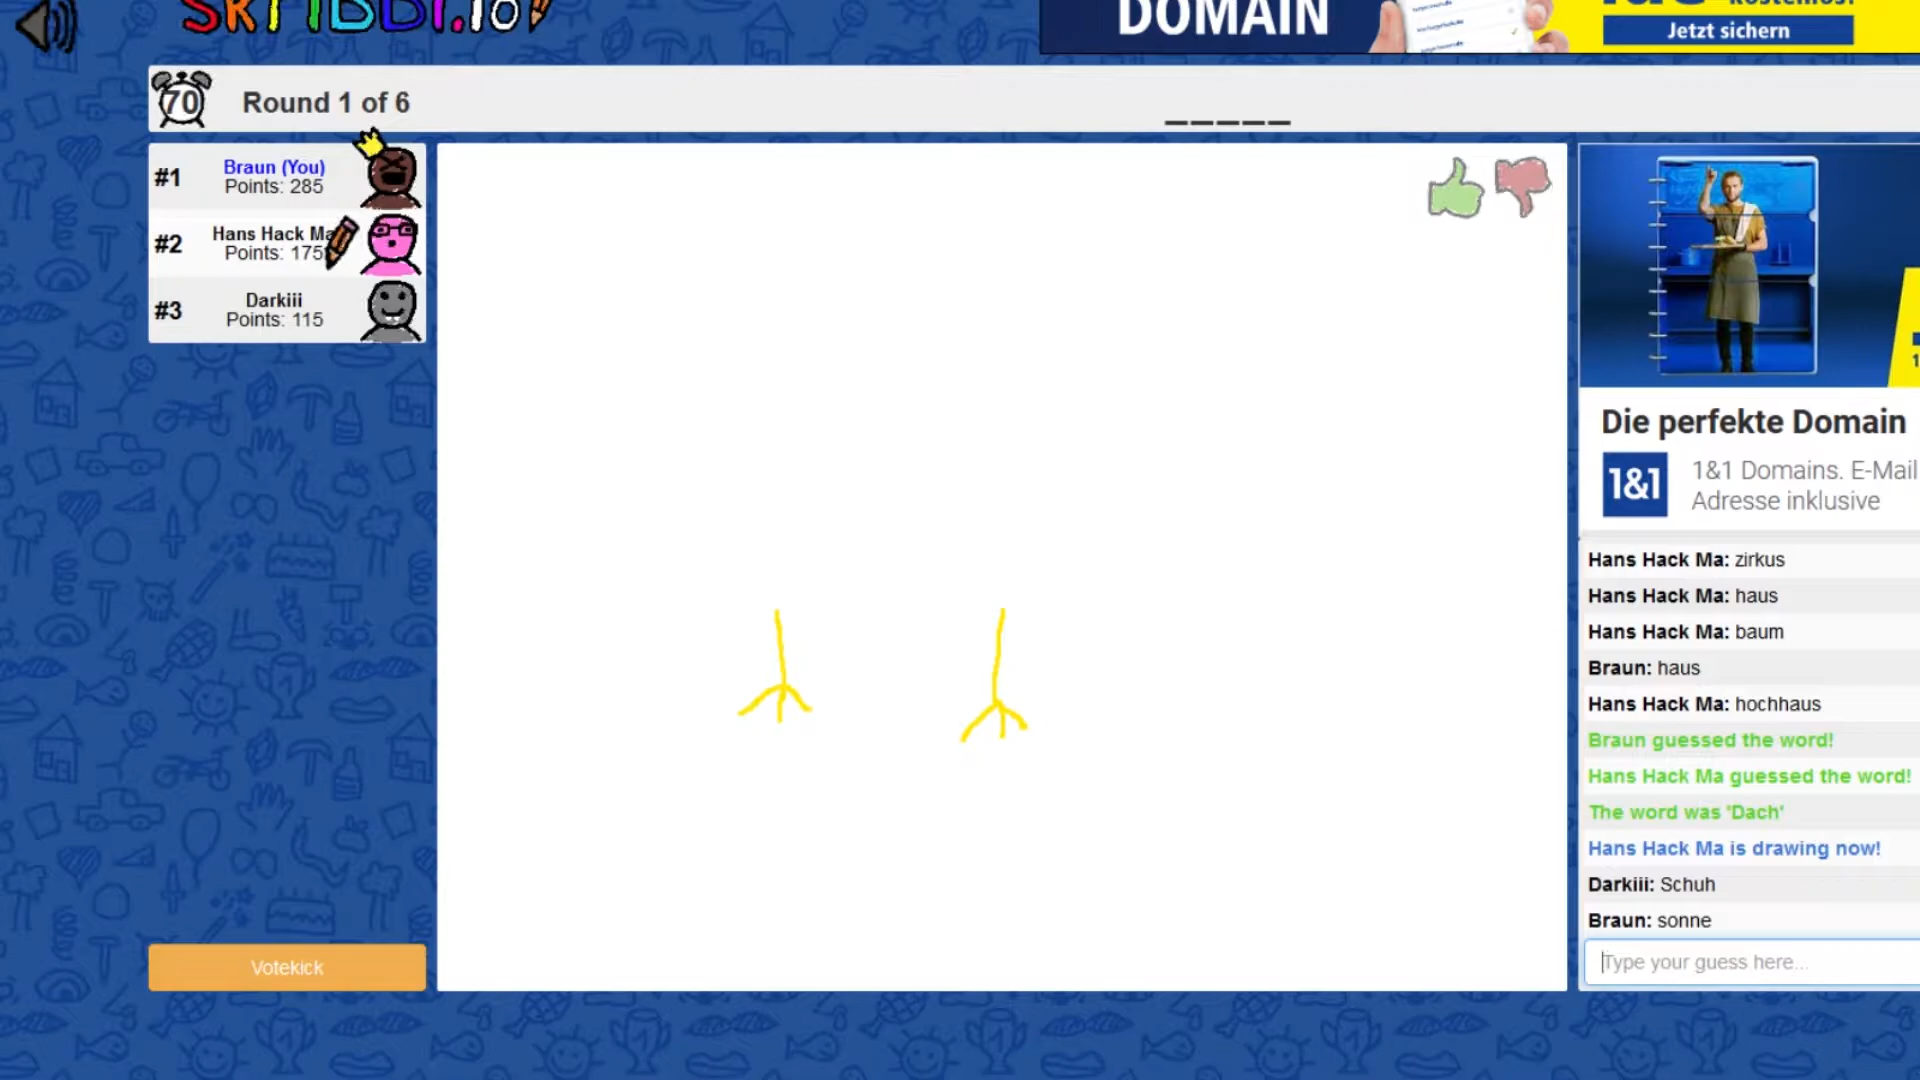 skribbl.io
DOMAIN
kostenlos!
Jetzt sichern
70
Round 1 of 6
_____
#1
Braun (You)
Points: 285
#2
Hans Hack Ma
Points: 175
#3
Darkiii
Points: 115
Die perfekte Domain
1&1
1&1 Domains. E-Mail
Adresse inklusive
Hans Hack Ma: zirkus
Hans Hack Ma: haus
Hans Hack Ma: baum
Braun: haus
Hans Hack Ma: hochhaus
Braun guessed the word!
Hans Hack Ma guessed the word!
The word was 'Dach'
Hans Hack Ma is drawing now!
Darkiii: Schuh
Braun: sonne
Type your guess here...
Votekick